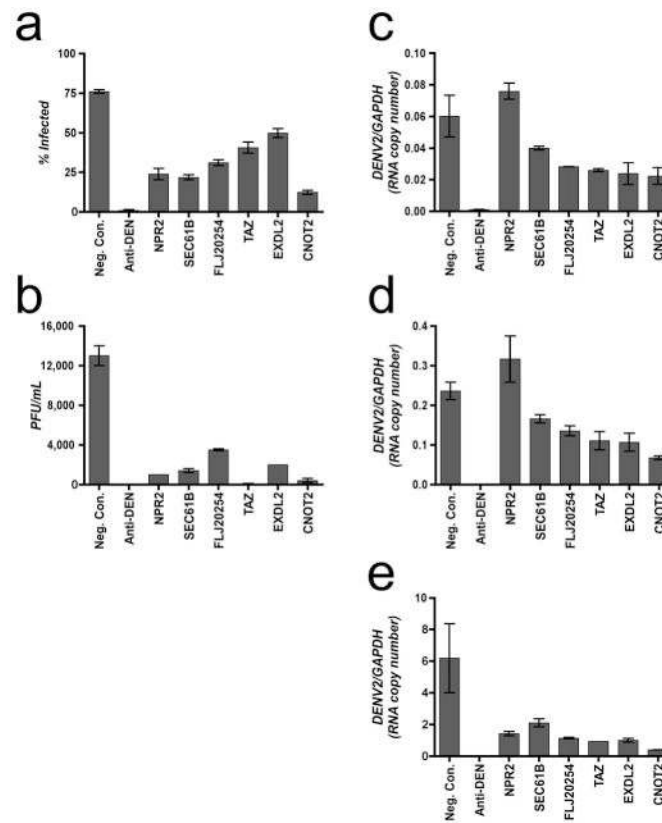 a
% Infected
100
75
50
25
0
Neg. Con.
Anti-DEN
NPR2
SEC61B
FLJ20254
TAZ
EXDL2
CNOT2
b
PFU/mL
16,000
12,000
8,000
4,000
0
Neg. Con.
Anti-DEN
NPR2
SEC61B
FLJ20254
TAZ
EXDL2
CNOT2
c
DENV2/GAPDH
(RNA copy number)
0.10
0.08
0.06
0.04
0.02
0.00
Neg. Con.
Anti-DEN
NPR2
SEC61B
FLJ20254
TAZ
EXDL2
CNOT2
d
DENV2/GAPDH
(RNA copy number)
0.4
0.3
0.2
0.1
0.0
Neg. Con.
Anti-DEN
NPR2
SEC61B
FLJ20254
TAZ
EXDL2
CNOT2
e
DENV2/GAPDH
(RNA copy number)
10
8
6
4
2
0
Neg. Con.
Anti-DEN
NPR2
SEC61B
FLJ20254
TAZ
EXDL2
CNOT2